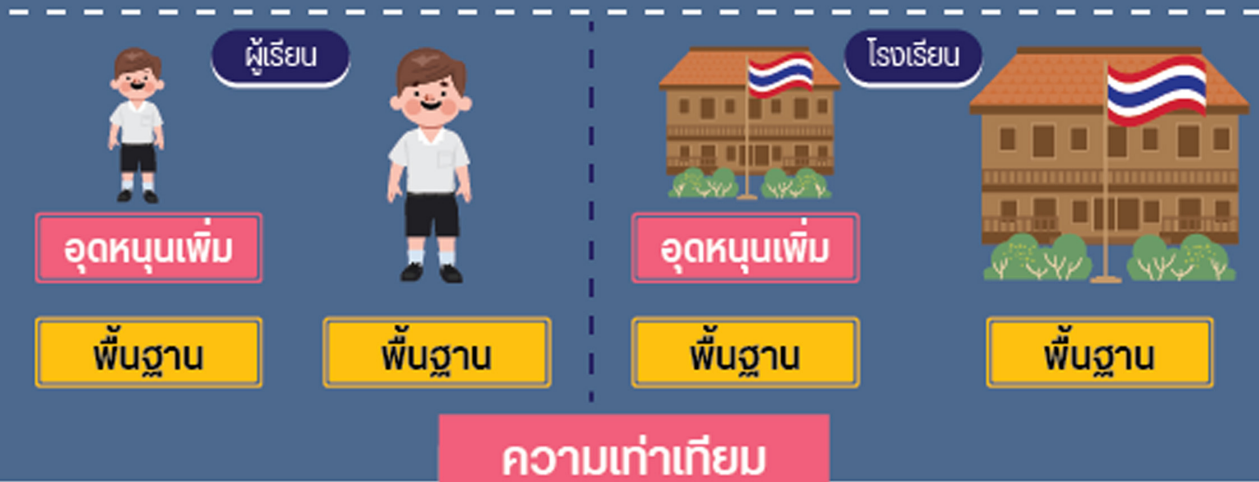 ผู้เรียน
โรงเรียน
อุดหนุนเพิ่ม
อุดหนุนเพิ่ม
พื้นฐาน
พื้นฐาน
พื้นฐาน
พื้นฐาน
ความเท่าเทียม